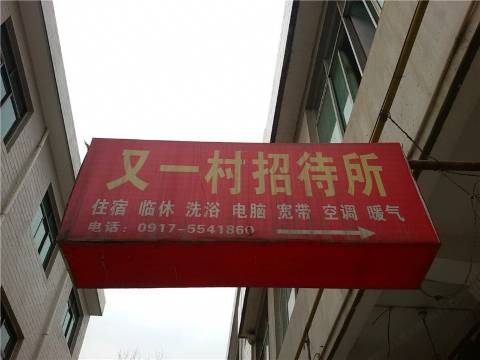 又一村招待所
住宿 临休 洗浴 电脑 宽带 空调 暖气
电话：0917-5541860